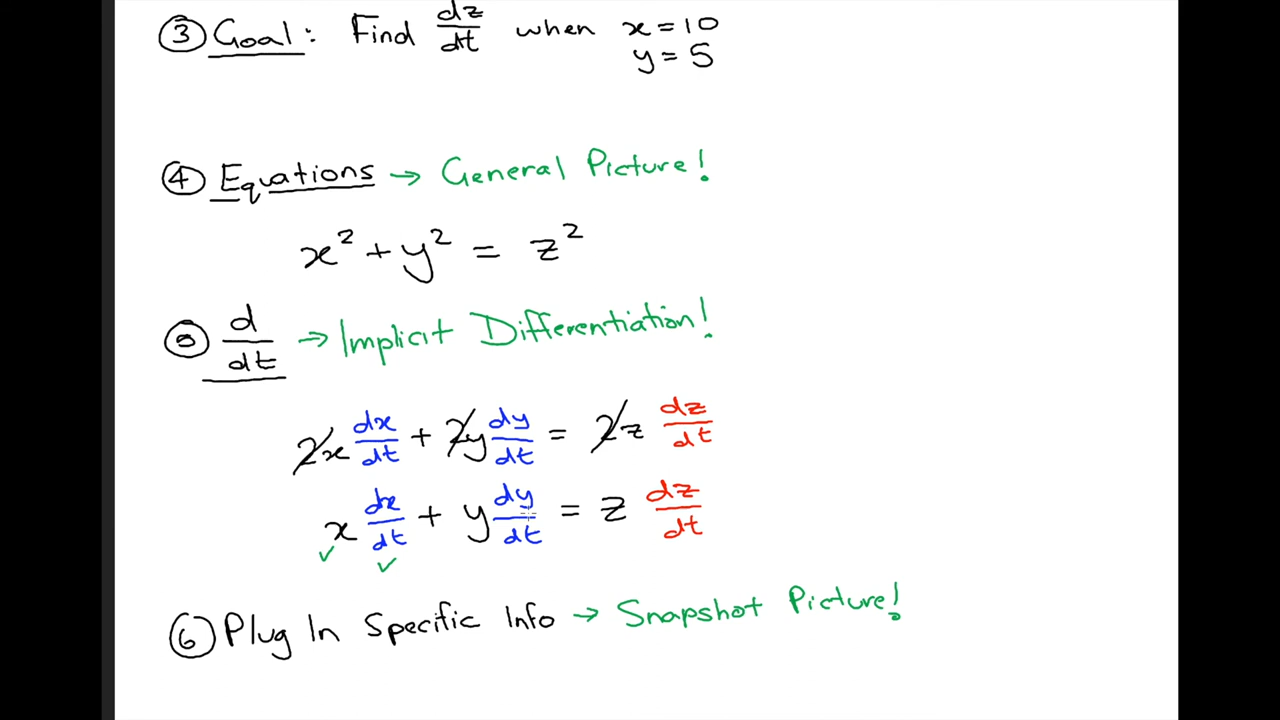 ③ Goal: Find dz/dt when x=10
y=5
④ Equations → General Picture!
x² + y² = z²
⑤ d/dt → Implicit Differentiation!
2x dx/dt + 2y dy/dt = 2z dz/dt
x dx/dt + y dy/dt = z dz/dt
✓ ✓
⑥ Plug In Specific Info → Snapshot Picture!